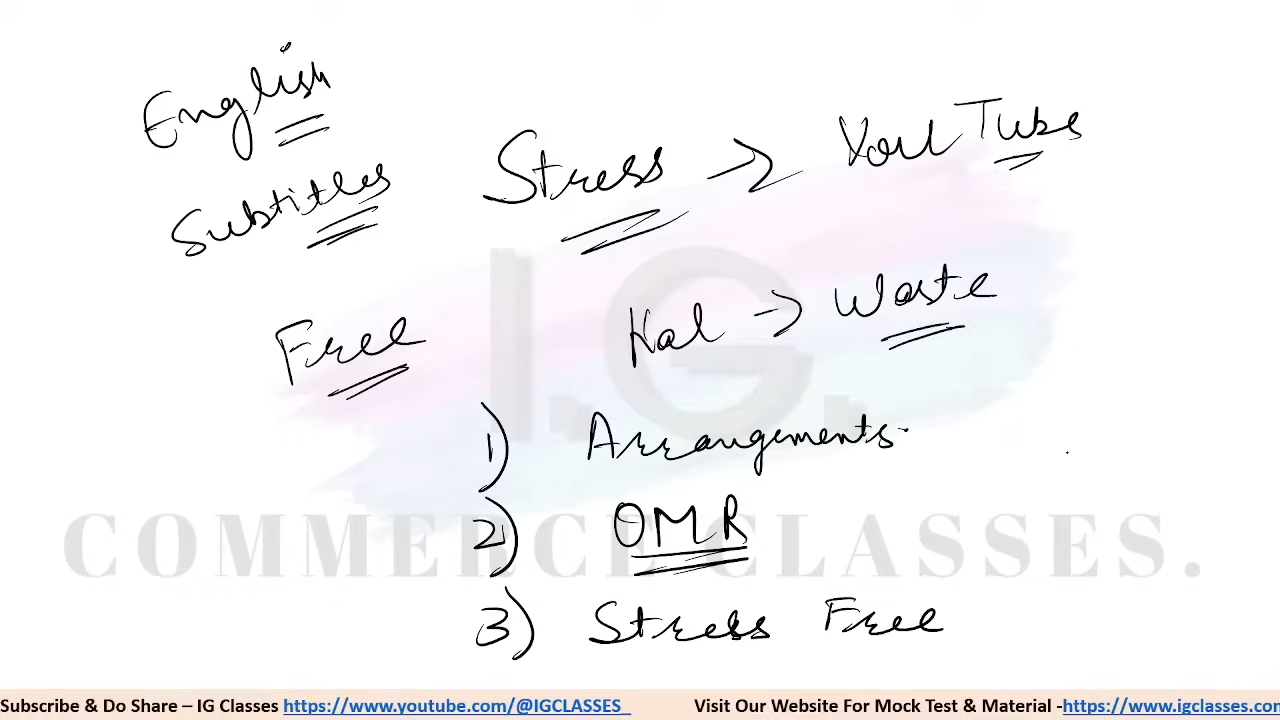 English
Subtitles
Stress → YouTube
Free
Kal → Waste
1) Arrangements.
2) OMR
3) Stress Free
I.G.
COMMERCE CLASSES.
Subscribe & Do Share – IG Classes https://www.youtube.com/@IGCLASSES_
Visit Our Website For Mock Test & Material -https://www.igclasses.con